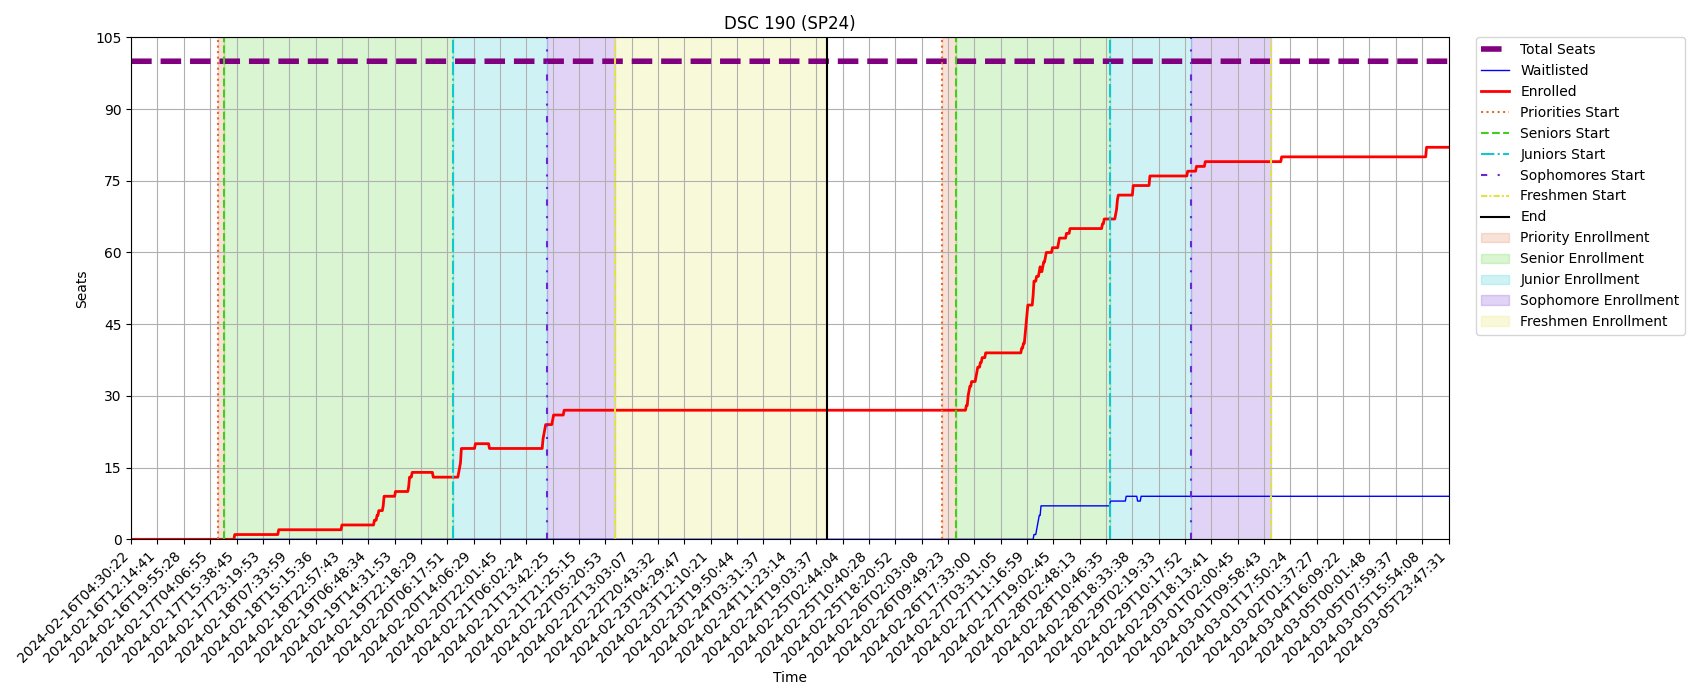 DSC 190 (SP24)
105
90
75
60
45
30
15
0
Seats
2024-02-16T04:30:22
2024-02-16T12:14:41
2024-02-16T19:55:28
2024-02-17T04:06:55
2024-02-17T15:38:45
2024-02-17T23:19:53
2024-02-18T07:33:59
2024-02-18T15:15:36
2024-02-18T22:57:43
2024-02-19T06:48:34
2024-02-19T14:31:53
2024-02-19T22:18:29
2024-02-20T06:17:51
2024-02-20T14:06:29
2024-02-20T22:01:45
2024-02-21T06:02:24
2024-02-21T13:42:25
2024-02-21T21:25:15
2024-02-22T05:20:53
2024-02-22T13:03:07
2024-02-22T20:43:32
2024-02-23T04:29:47
2024-02-23T12:10:21
2024-02-23T19:50:44
2024-02-24T03:31:37
2024-02-24T11:23:14
2024-02-24T19:03:37
2024-02-25T02:44:04
2024-02-25T10:40:28
2024-02-25T18:20:52
2024-02-26T02:03:08
2024-02-26T09:49:23
2024-02-26T17:33:00
2024-02-27T03:31:05
2024-02-27T11:16:59
2024-02-27T19:02:45
2024-02-28T02:48:13
2024-02-28T10:46:35
2024-02-28T18:33:38
2024-02-29T02:19:33
2024-02-29T10:17:52
2024-02-29T18:13:41
2024-03-01T02:00:45
2024-03-01T09:58:43
2024-03-01T17:50:24
2024-03-02T01:37:27
2024-03-04T16:09:22
2024-03-05T00:01:48
2024-03-05T07:59:37
2024-03-05T15:54:08
2024-03-05T23:47:31
Time
Total Seats
Waitlisted
Enrolled
Priorities Start
Seniors Start
Juniors Start
Sophomores Start
Freshmen Start
End
Priority Enrollment
Senior Enrollment
Junior Enrollment
Sophomore Enrollment
Freshmen Enrollment